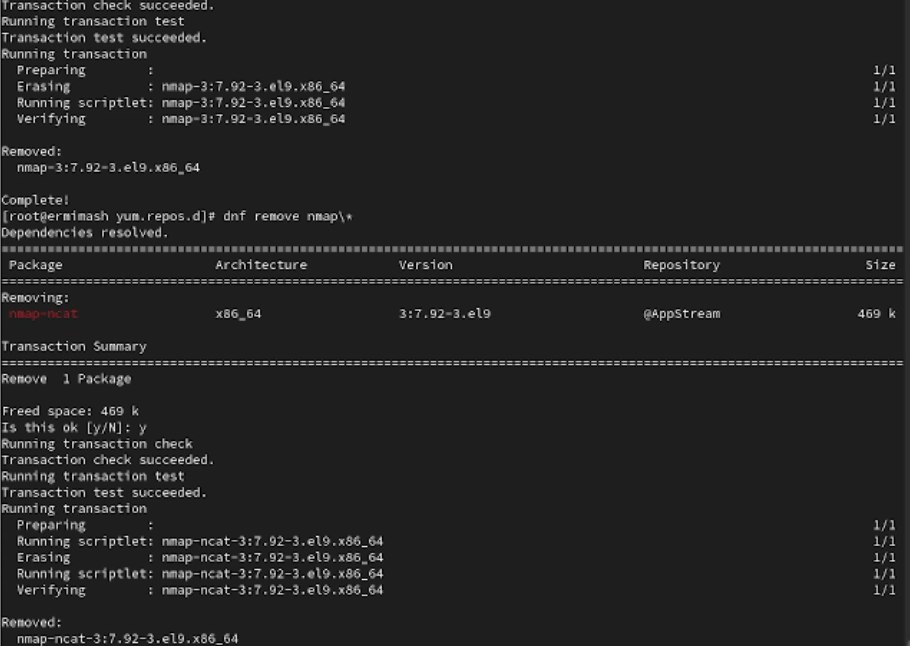 Transaction check succeeded.
Running transaction test
Transaction test succeeded.
Running transaction
Preparing : 1/1
Erasing : nmap-3:7.92-3.el9.x86_64 1/1
Running scriptlet: nmap-3:7.92-3.el9.x86_64 1/1
Verifying : nmap-3:7.92-3.el9.x86_64 1/1
Removed:
nmap-3:7.92-3.el9.x86_64
Complete!
[root@ermimash yum.repos.d]# dnf remove nmap\*
Dependencies resolved.
Package Architecture Version Repository Size
Removing:
nmap-ncat x86_64 3:7.92-3.el9 @AppStream 469 k
Transaction Summary
Remove 1 Package
Freed space: 469 k
Is this ok [y/N]: y
Running transaction check
Transaction check succeeded.
Running transaction test
Transaction test succeeded.
Running transaction
Preparing : 1/1
Running scriptlet: nmap-ncat-3:7.92-3.el9.x86_64 1/1
Erasing : nmap-ncat-3:7.92-3.el9.x86_64 1/1
Running scriptlet: nmap-ncat-3:7.92-3.el9.x86_64 1/1
Verifying : nmap-ncat-3:7.92-3.el9.x86_64 1/1
Removed:
nmap-ncat-3:7.92-3.el9.x86_64